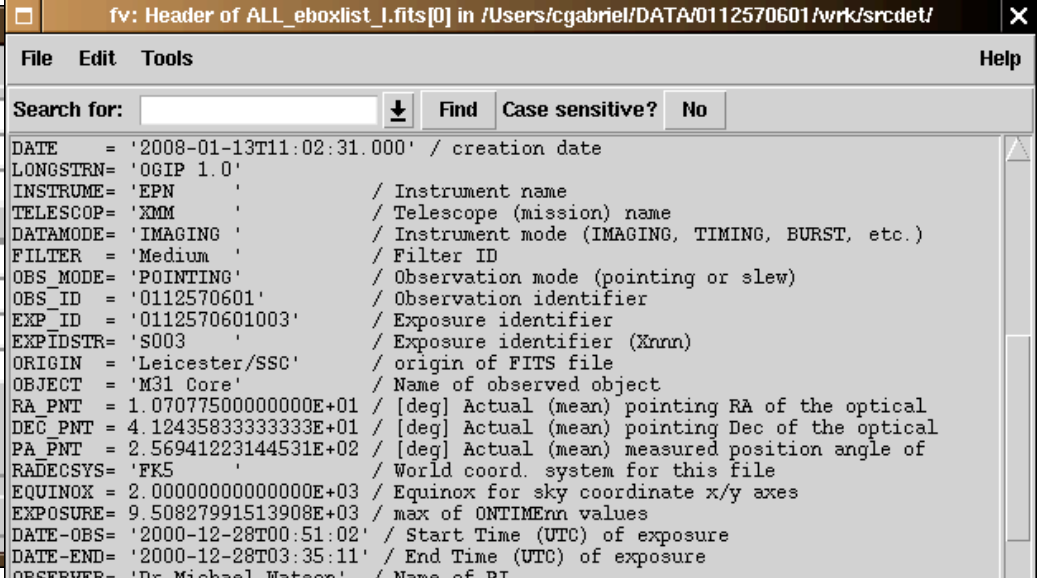 fv: Header of ALL_eboxlist_l.fits[0] in /Users/cgabriel/DATA/0112570601/wrk/srcdet/
File Edit Tools Help
Search for: Find Case sensitive? No
DATE    = '2008-01-13T11:02:31.000' / creation date
LONGSTRN= 'OGIP 1.0'
INSTRUME= 'EPN     '           / Instrument name
TELESCOP= 'XMM     '           / Telescope (mission) name
DATAMODE= 'IMAGING '           / Instrument mode (IMAGING, TIMING, BURST, etc.)
FILTER  = 'Medium  '           / Filter ID
OBS_MODE= 'POINTING'           / Observation mode (pointing or slew)
OBS_ID  = '0112570601'         / Observation identifier
EXP_ID  = '0112570601003'      / Exposure identifier
EXPIDSTR= 'S003    '           / Exposure identifier (Xnnn)
ORIGIN  = 'Leicester/SSC'      / origin of FITS file
OBJECT  = 'M31 Core'           / Name of observed object
RA_PNT  = 1.07077500000000E+01 / [deg] Actual (mean) pointing RA of the optical
DEC_PNT = 4.12435833333333E+01 / [deg] Actual (mean) pointing Dec of the optical
PA_PNT  = 2.56941223144531E+02 / [deg] Actual (mean) measured position angle of
RADECSYS= 'FK5     '           / World coord. system for this file
EQUINOX = 2.00000000000000E+03 / Equinox for sky coordinate x/y axes
EXPOSURE= 9.50827991513908E+03 / max of ONTIMEnn values
DATE-OBS= '2000-12-28T00:51:02' / Start Time (UTC) of exposure
DATE-END= '2000-12-28T03:35:11' / End Time (UTC) of exposure
OBSERVER= 'Dr Michael Watson'  / Name of PI